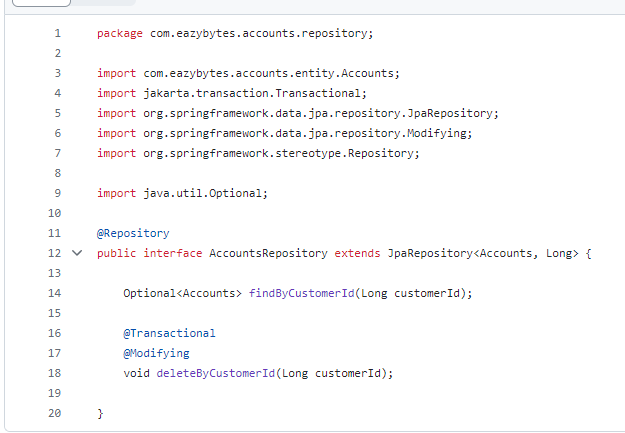 1 package com.eazybytes.accounts.repository;
2
3 import com.eazybytes.accounts.entity.Accounts;
4 import jakarta.transaction.Transactional;
5 import org.springframework.data.jpa.repository.JpaRepository;
6 import org.springframework.data.jpa.repository.Modifying;
7 import org.springframework.stereotype.Repository;
8
9 import java.util.Optional;
10
11 @Repository
12 public interface AccountsRepository extends JpaRepository<Accounts, Long> {
13
14 Optional<Accounts> findByCustomerId(Long customerId);
15
16 @Transactional
17 @Modifying
18 void deleteByCustomerId(Long customerId);
19
20 }